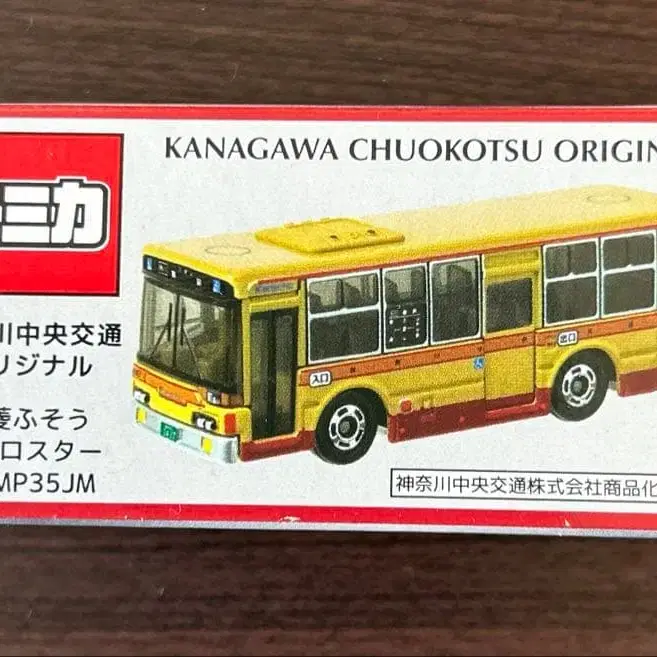 KANAGAWA CHUOKOTSU ORIGIN
トミカ
川中央交通
リジナル
菱ふそう
ロスター
MP35JM
入口
出口
神奈川中央交通株式会社商品化